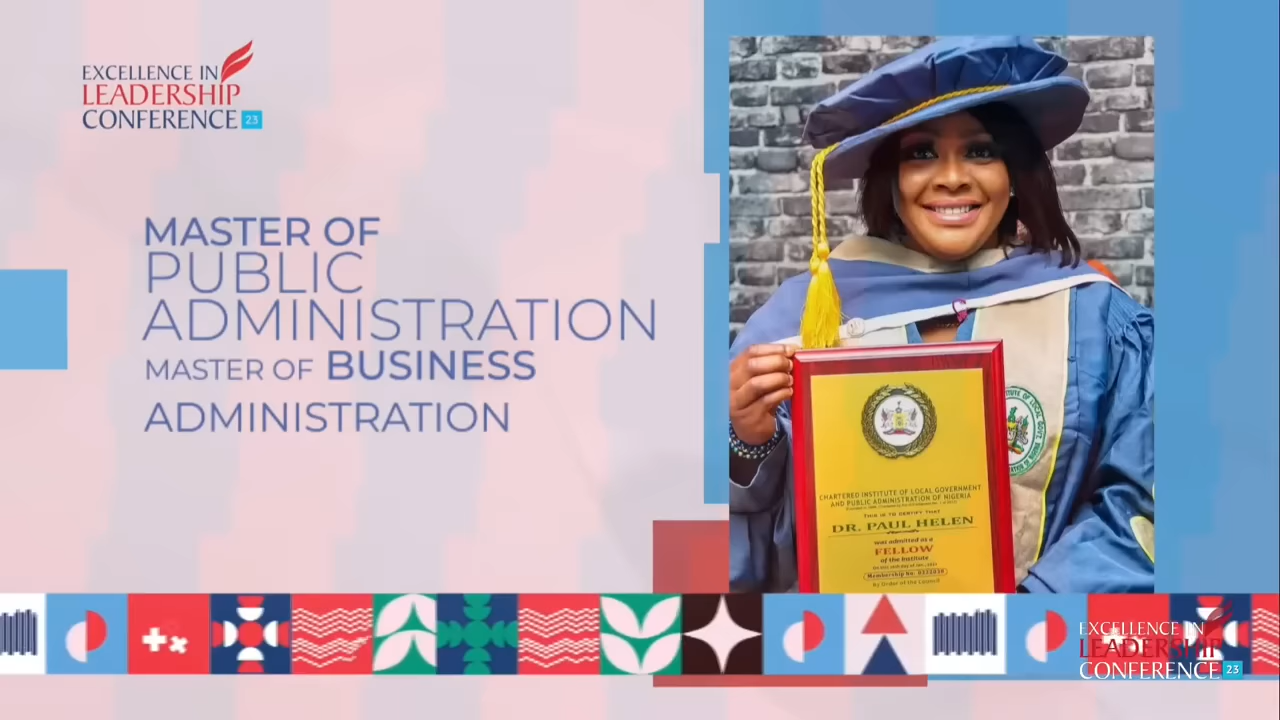 EXCELLENCE IN
LEADERSHIP
CONFERENCE 23
MASTER OF
PUBLIC
ADMINISTRATION
MASTER OF BUSINESS
ADMINISTRATION
CHARTERED INSTITUTE OF LOCAL GOVERNMENT
AND PUBLIC ADMINISTRATION OF NIGERIA
THIS IS TO CERTIFY THAT
DR. PAUL HELEN
was admitted as a
FELLOW
of the Institute
By Order of the Council
EXCELLENCE IN
LEADERSHIP
CONFERENCE 23